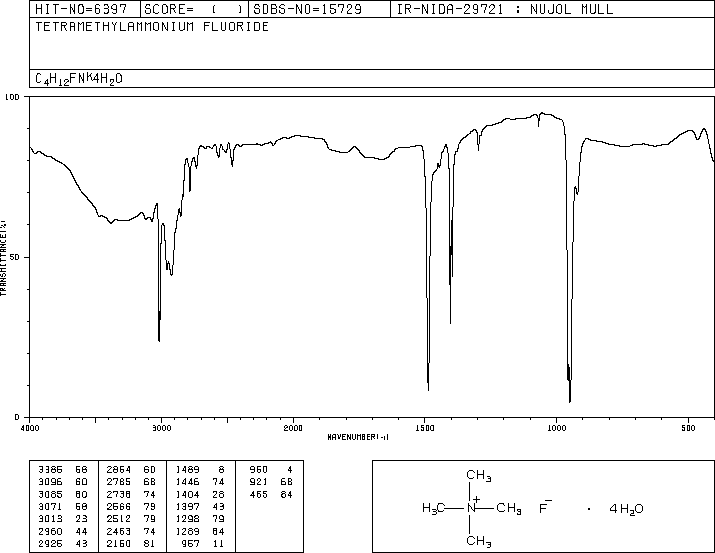 HIT-NO=6397 SCORE= ( ) SDBS-NO=15729 IR-NIDA-29721 : NUJOL MULL
TETRAMETHYLAMMONIUM FLUORIDE
C4H12FNK4H2O
100
50
0
TRANSMITTANCE(%)
4000 3000 2000 1500 1000 500
WAVENUMBER(-1)
3385 58 2854 60 1489 8 950 4
3096 60 2765 68 1446 74 921 68
3085 60 2738 74 1404 28 465 84
3071 58 2566 79 1397 43
3013 23 2512 79 1298 79
2960 44 2463 74 1289 84
2925 43 2160 81 957 11
CH3
H3C N+ CH3 F− · 4H2O
CH3